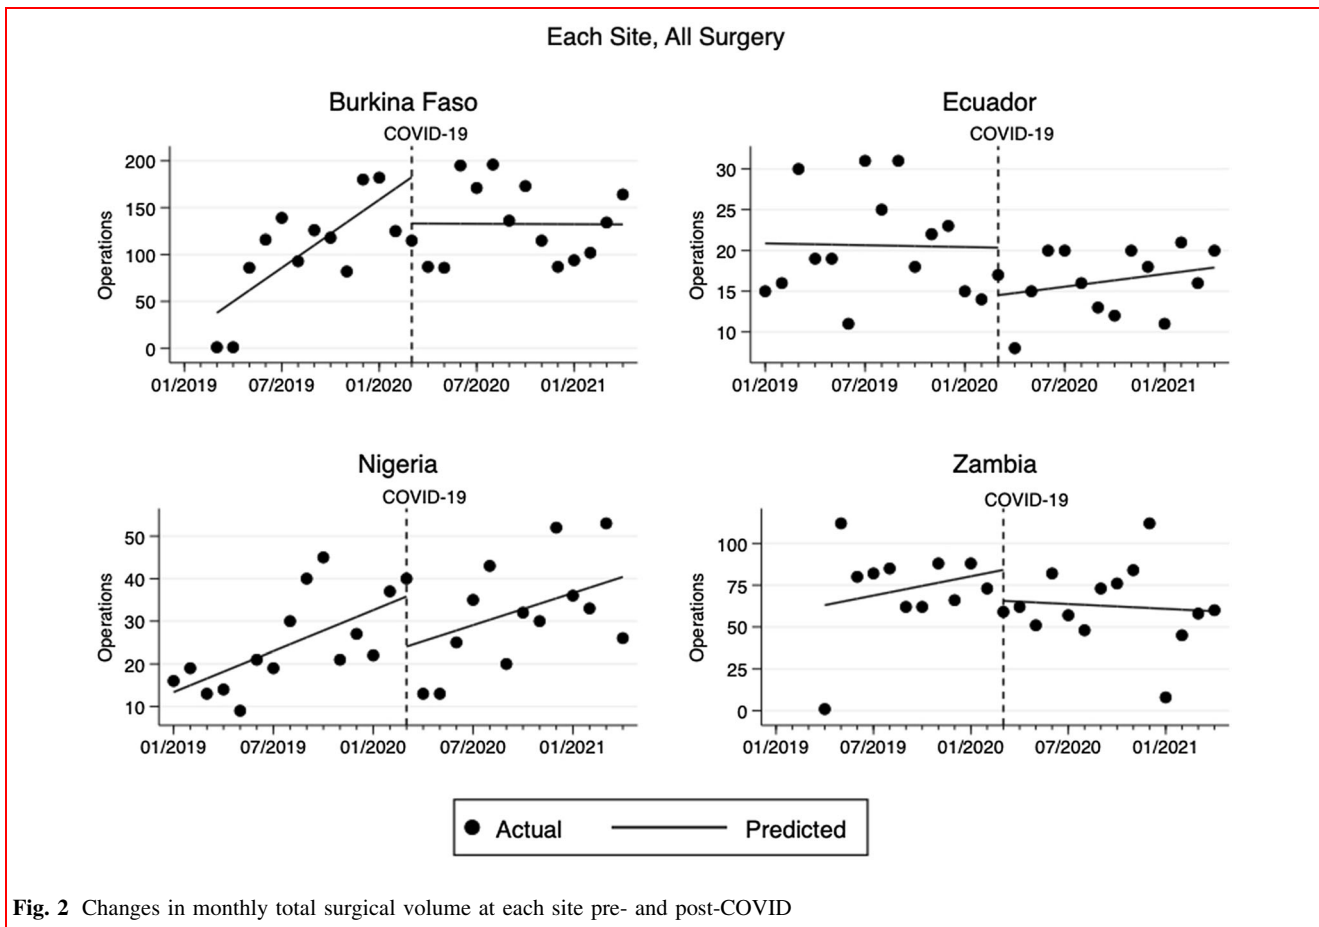 Each Site, All Surgery
Burkina Faso
COVID-19
Operations
200
150
100
50
0
01/2019 07/2019 01/2020 07/2020 01/2021
Ecuador
COVID-19
Operations
30
25
20
15
10
01/2019 07/2019 01/2020 07/2020 01/2021
Nigeria
COVID-19
Operations
50
40
30
20
10
01/2019 07/2019 01/2020 07/2020 01/2021
Zambia
COVID-19
Operations
100
75
50
25
0
01/2019 07/2019 01/2020 07/2020 01/2021
Actual Predicted
Fig. 2 Changes in monthly total surgical volume at each site pre- and post-COVID